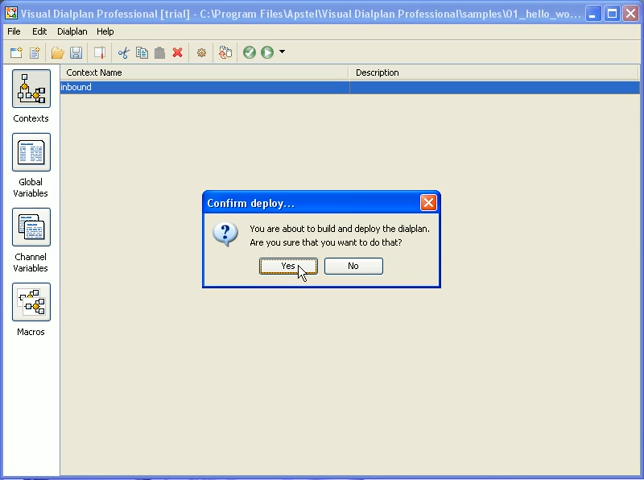 Visual Dialplan Professional [trial] - C:\Program Files\Apstel\Visual Dialplan Professional\samples\01_hello_wo...
File Edit Dialplan Help
Context Name Description
inbound
Contexts
Global
Variables
Channel
Variables
Macros
Confirm deploy...
You are about to build and deploy the dialplan.
Are you sure that you want to do that?
Yes No